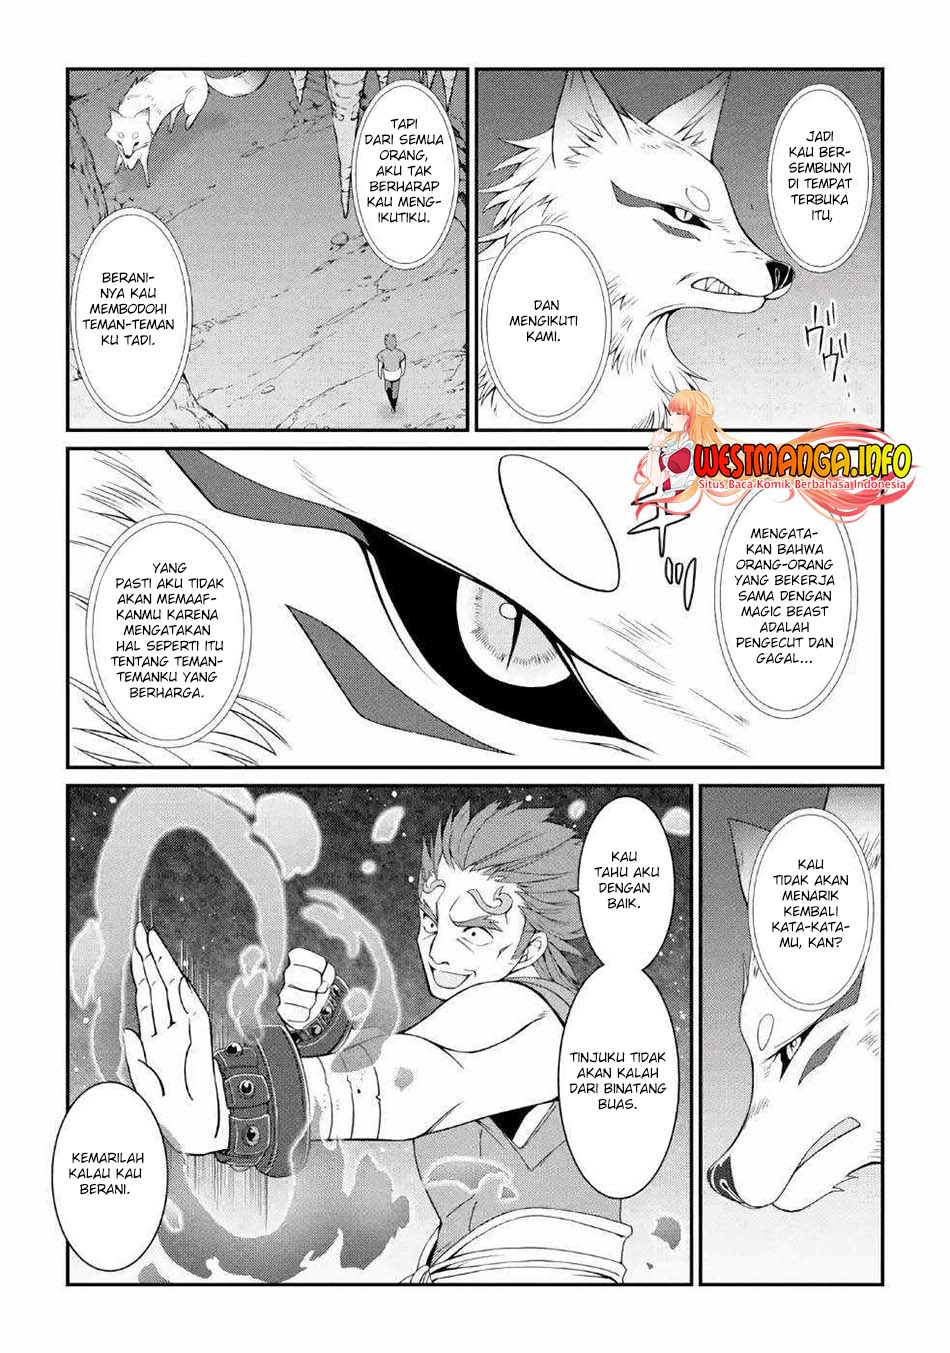 JADI
KAU BER-
SEMBUNYI
DI TEMPAT
TERBUKA
ITU,
DAN
MENGIKUTI
KAMI.
ヴヴ...
TAPI
DARI SEMUA
ORANG,
AKU TAK
BERHARAP
KAU MENG-
IKUTIKU.
BERANI-
NYA KAU
MEMBODOHI
TEMAN-TEMAN
KU TADI.
WESTMANGA.INFO
Situs Baca Komik Berbahasa Indonesia
MENGATA-
KAN BAHWA
ORANG-ORANG
YANG BEKERJA
SAMA DENGAN
MAGIC BEAST
ADALAH
PENGECUT DAN
GAGAL...
YANG
PASTI AKU TIDAK
AKAN MEMAAF-
KANMU KARENA
MENGATAKAN
HAL SEPERTI ITU
TENTANG TEMAN-
TEMANKU YANG
BERHARGA.
KAU
TIDAK AKAN
MENARIK
KEMBALI
KATA-KATA-
MU, KAN?
KAU
TAHU AKU
DENGAN
BAIK.
TINJUKU TIDAK
AKAN KALAH
DARI BINATANG
BUAS.
KEMARILAH
KALAU KAU
BERANI.